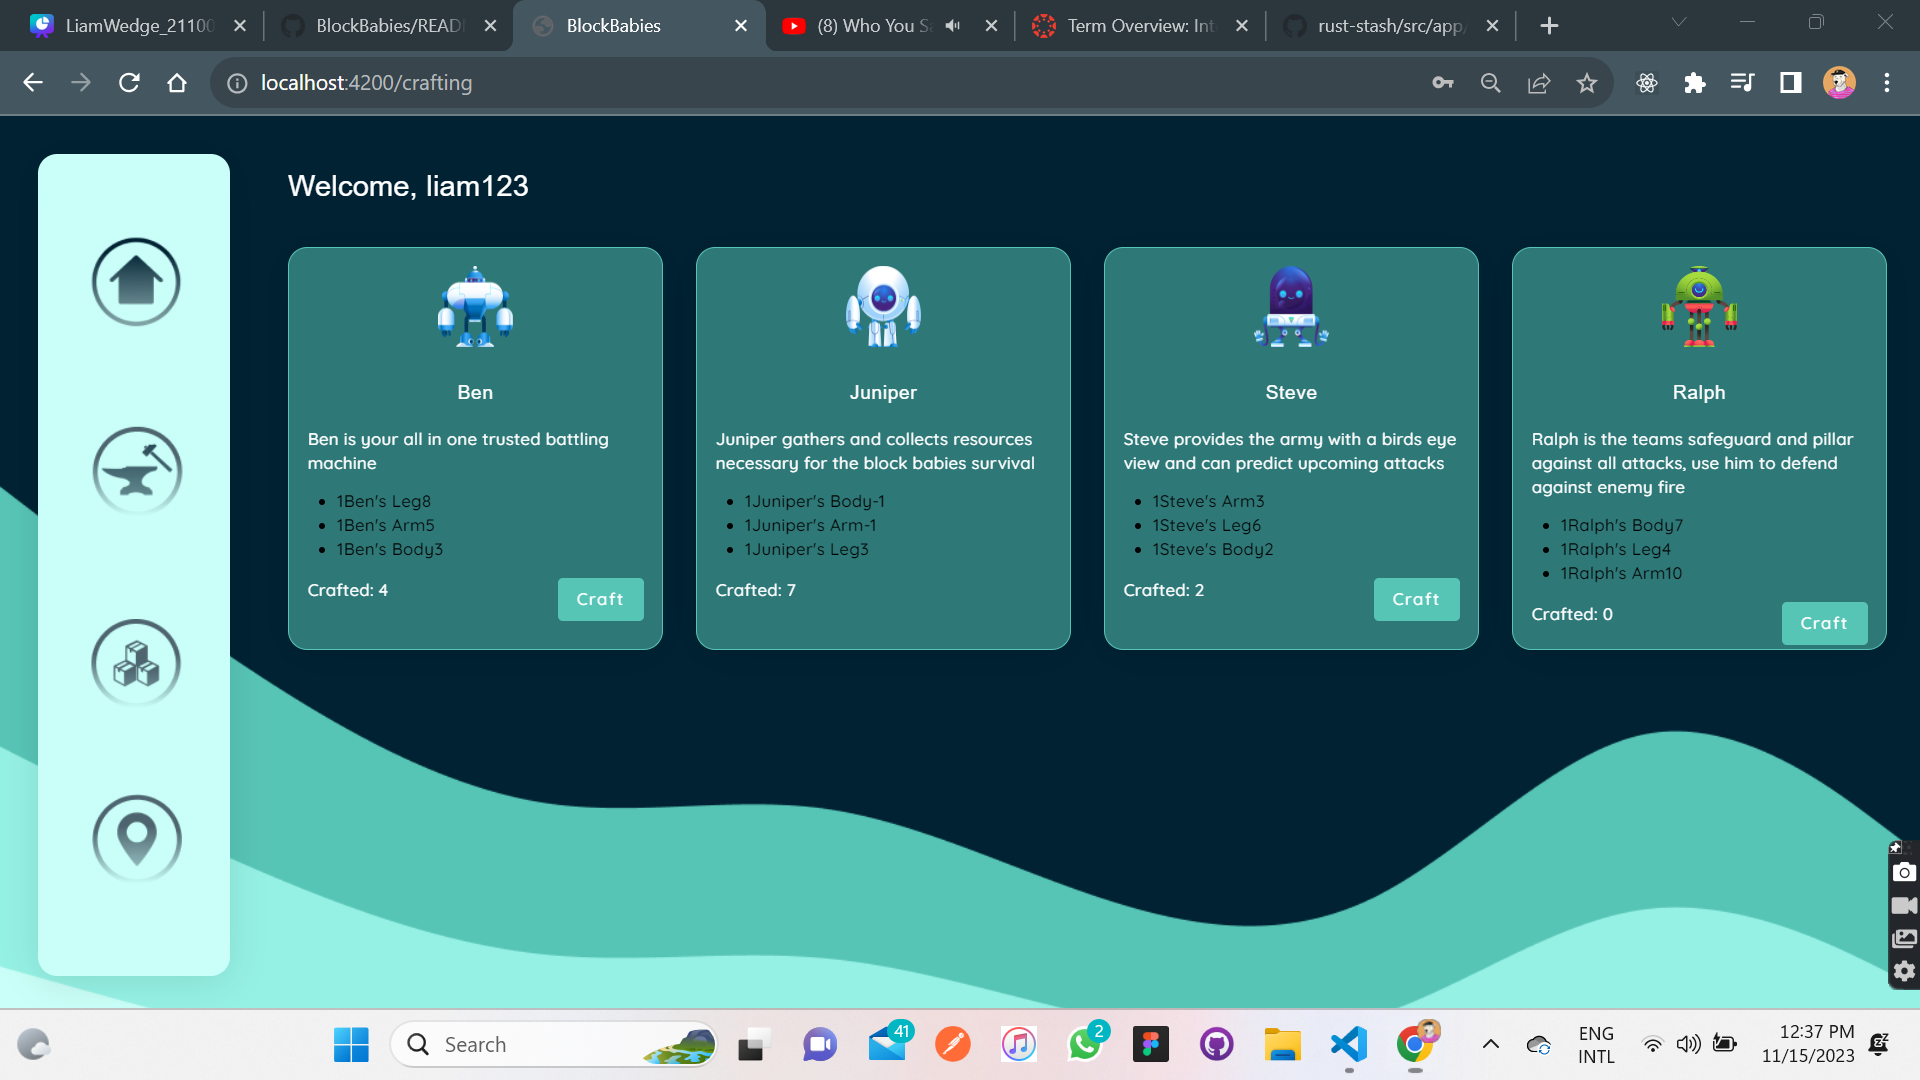 LiamWedge_21100
BlockBabies/READ
BlockBabies
(8) Who You S
Term Overview: Int
rust-stash/src/app/
localhost:4200/crafting
Welcome, liam123
Ben
Ben is your all in one trusted battling
machine
1Ben's Leg8
1Ben's Arm5
1Ben's Body3
Crafted: 4
Craft
Juniper
Juniper gathers and collects resources
necessary for the block babies survival
1Juniper's Body-1
1Juniper's Arm-1
1Juniper's Leg3
Crafted: 7
Steve
Steve provides the army with a birds eye
view and can predict upcoming attacks
1Steve's Arm3
1Steve's Leg6
1Steve's Body2
Crafted: 2
Craft
Ralph
Ralph is the teams safeguard and pillar
against all attacks, use him to defend
against enemy fire
1Ralph's Body7
1Ralph's Leg4
1Ralph's Arm10
Crafted: 0
Craft
Search
41
2
ENG
INTL
12:37 PM
11/15/2023